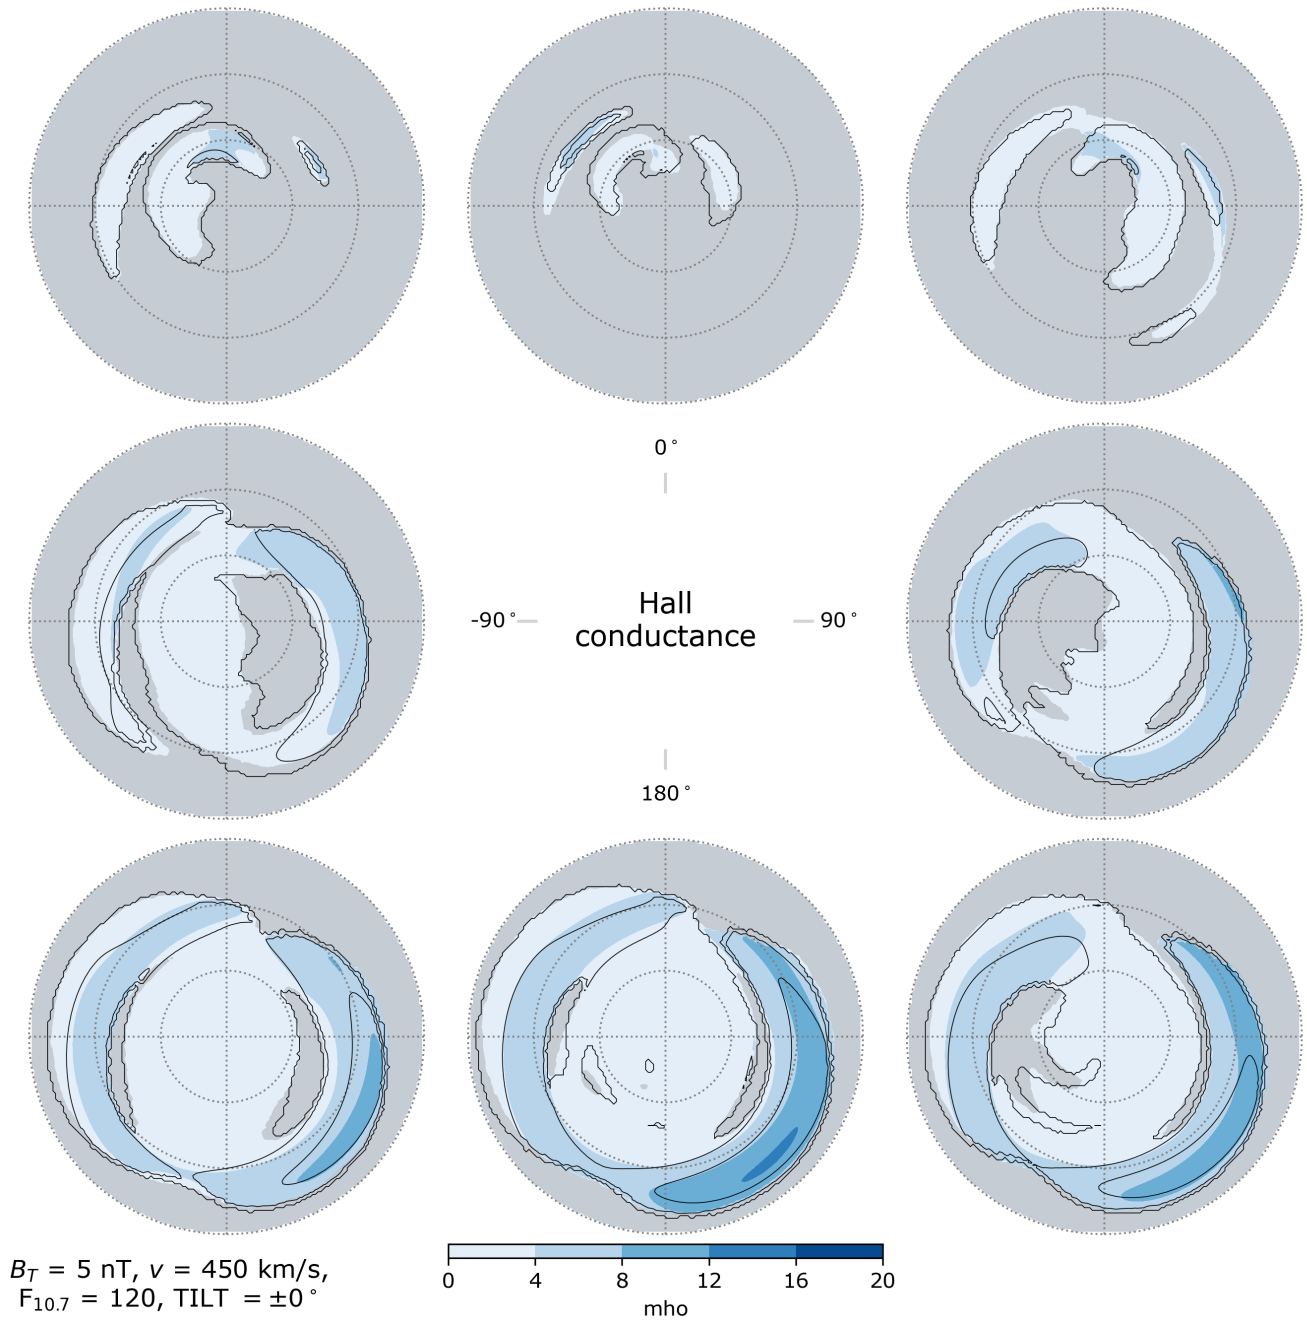 0°
-90°
Hall
conductance
90°
180°
B_T = 5 nT, v = 450 km/s,
F_10.7 = 120, TILT = ±0°
0 4 8 12 16 20
mho